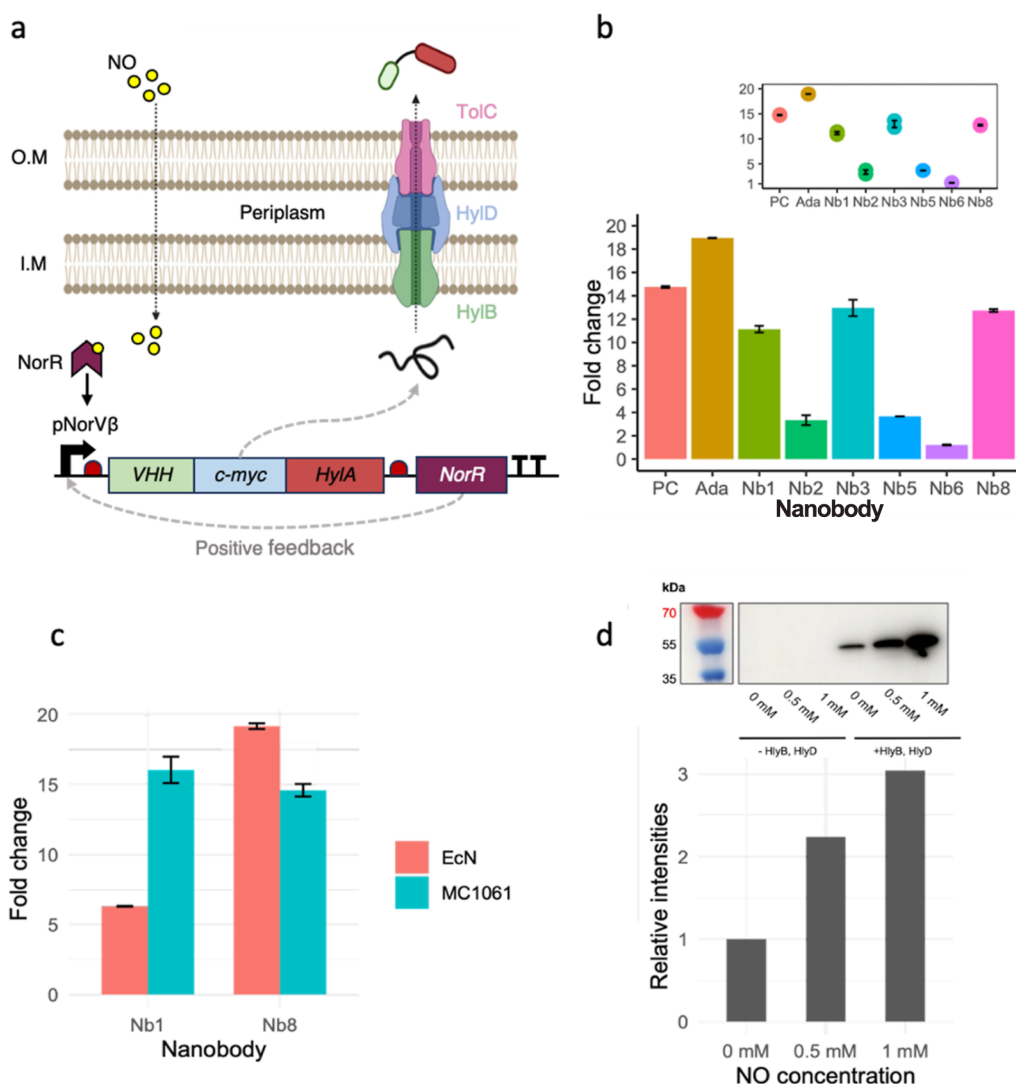 a
NO
TolC
O.M
Periplasm
HylD
I.M
HylB
NorR
pNorVβ
VHH
c-myc
HylA
NorR
Positive feedback
b
20
15
10
5
1
PC Ada Nb1 Nb2 Nb3 Nb5 Nb6 Nb8
Fold change
20
18
16
14
12
10
8
6
4
2
0
PC Ada Nb1 Nb2 Nb3 Nb5 Nb6 Nb8
Nanobody
c
Fold change
20
15
10
5
0
Nb1 Nb8
Nanobody
EcN
MC1061
d
kDa
70
55
35
0 mM 0.5 mM 1 mM 0 mM 0.5 mM 1 mM
- HlyB, HlyD +HlyB, HlyD
Relative intensities
3
2
1
0
0 mM 0.5 mM 1 mM
NO concentration